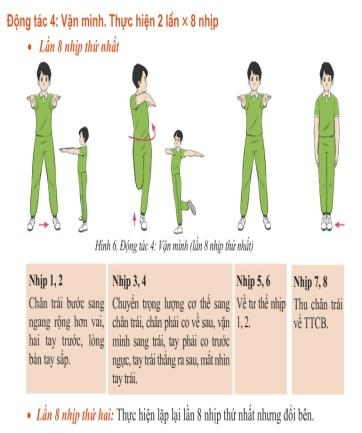 Động tác 4: Vặn mình. Thực hiện 2 lần × 8 nhịp
• Lần 8 nhịp thứ nhất
Hình 6. Động tác 4: Vặn mình (lần 8 nhịp thứ nhất)
Nhịp 1, 2
Chân trái bước sang
ngang rộng hơn vai,
hai tay trước, lòng
bàn tay sấp.
Nhịp 3, 4
Chuyển trọng lượng cơ thể sang
chân trái, chân phải co về sau, vặn
mình sang trái, tay phải co trước
ngực, tay trái thẳng ra sau, mắt nhìn
tay trái.
Nhịp 5, 6
Về tư thế nhịp
1, 2.
Nhịp 7, 8
Thu chân trái
về TTCB.
• Lần 8 nhịp thứ hai: Thực hiện lặp lại lần 8 nhịp thứ nhất nhưng đổi bên.